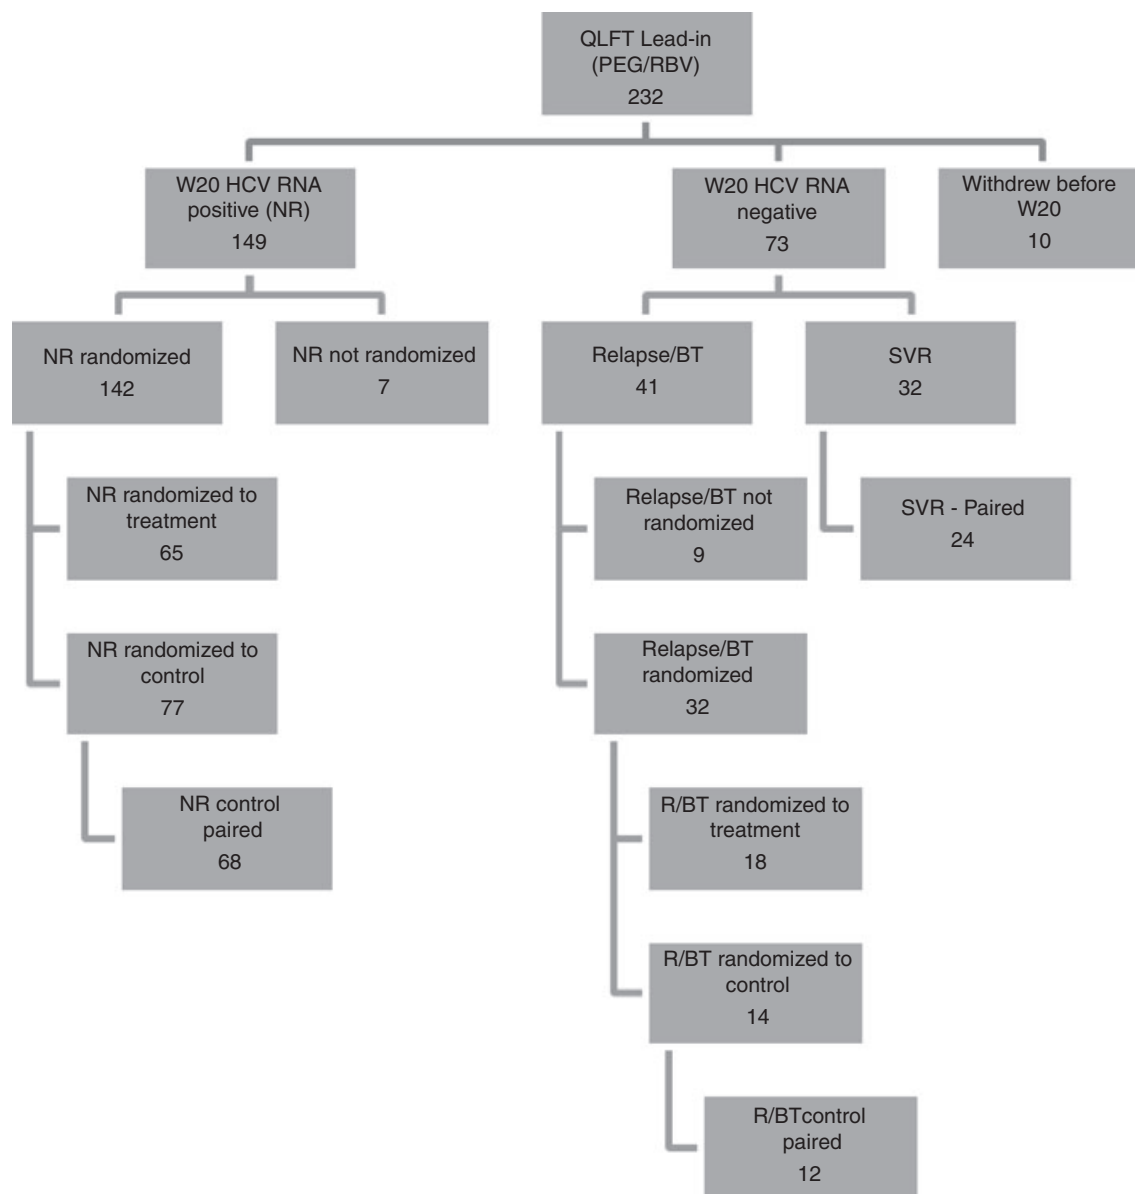 QLFT Lead-in
(PEG/RBV)
232
W20 HCV RNA
positive (NR)
149
W20 HCV RNA
negative
73
Withdrew before
W20
10
NR randomized
142
NR not randomized
7
Relapse/BT
41
SVR
32
NR randomized to
treatment
65
Relapse/BT not
randomized
9
SVR - Paired
24
NR randomized to
control
77
Relapse/BT
randomized
32
NR control
paired
68
R/BT randomized to
treatment
18
R/BT randomized to
control
14
R/BTcontrol
paired
12